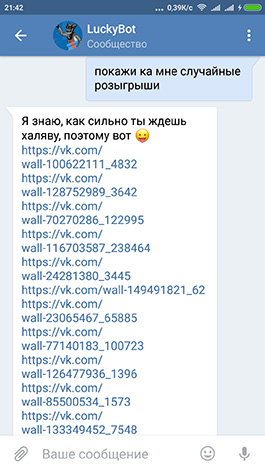 21:42
... 0,39K/s
LuckyBot
Сообщество
покажи ка мне случайные
розыгрыши
Я знаю, как сильно ты ждешь
халяву, поэтому вот
https://vk.com/
wall-100622111_4832
https://vk.com/
wall-128752989_3642
https://vk.com/
wall-70270286_122995
https://vk.com/
wall-116703587_238464
https://vk.com/
wall-24281380_3445
https://vk.com/wall-149491821_62
https://vk.com/
wall-23065467_65885
https://vk.com/
wall-77140183_100723
https://vk.com/
wall-126477936_1396
https://vk.com/
wall-85500534_1573
https://vk.com/
wall-133349452_7548
Ваше сообщение